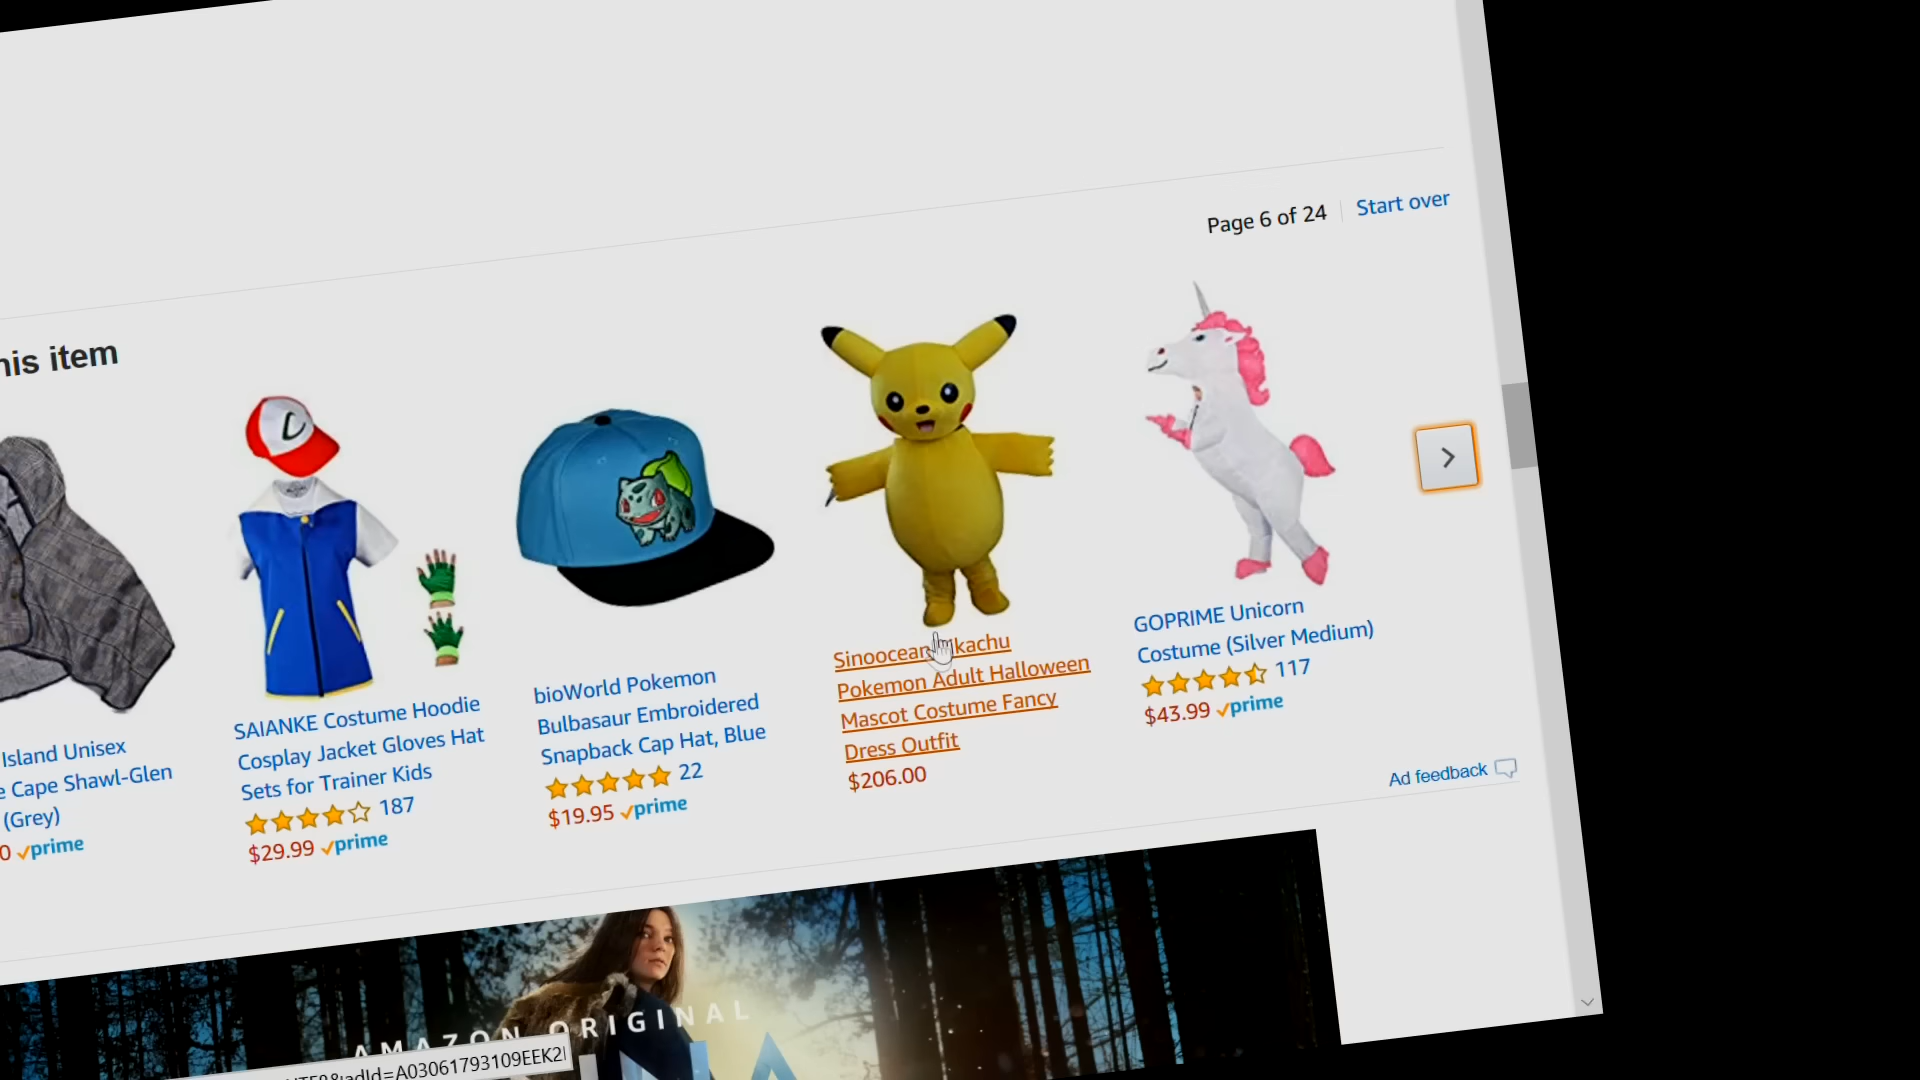 Page 6 of 24
Start over
his item
Island Unisex
Cape Shawl-Glen
(Grey)
0 prime
SAIANKE Costume Hoodie
Cosplay Jacket Gloves Hat
Sets for Trainer Kids
187
$29.99 prime
bioWorld Pokemon
Bulbasaur Embroidered
Snapback Cap Hat, Blue
22
$19.95 prime
Sinoocean
Pokemon Adult Halloween
Mascot Costume Fancy
Dress Outfit
$206.00
GOPRIME Unicorn
Costume (Silver Medium)
117
$43.99 prime
Ad feedback
AMAZON ORIGINAL